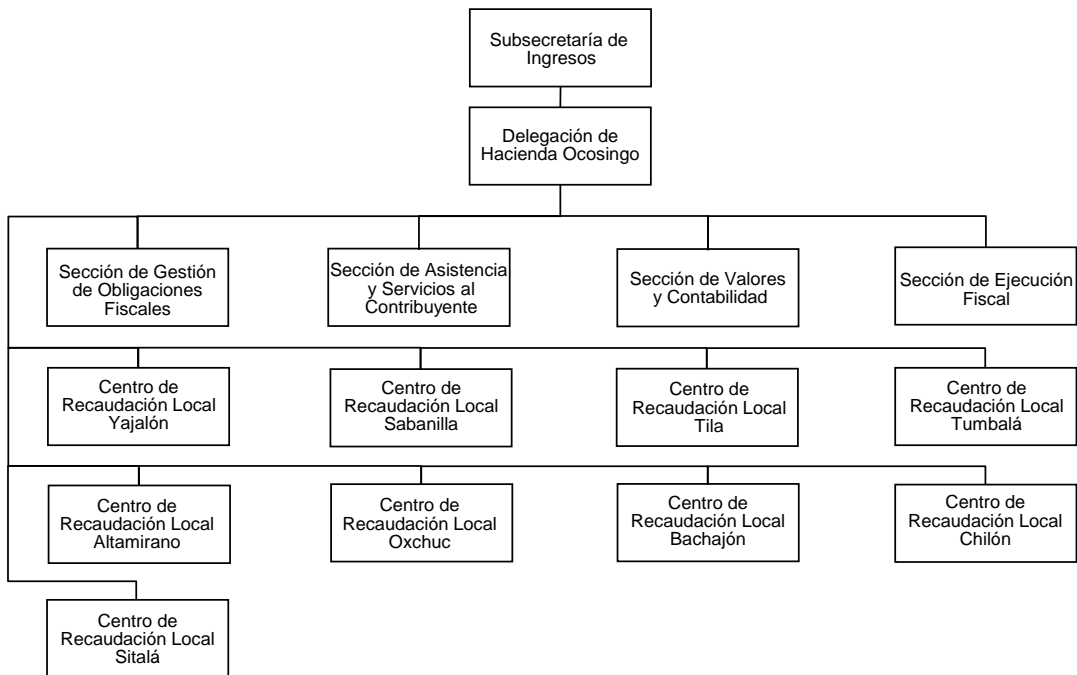 Subsecretaría de
Ingresos
Delegación de
Hacienda Ocosingo
Sección de Gestión
de Obligaciones
Fiscales
Sección de Asistencia
y Servicios al
Contribuyente
Sección de Valores
y Contabilidad
Sección de Ejecución
Fiscal
Centro de
Recaudación Local
Yajalón
Centro de
Recaudación Local
Sabanilla
Centro de
Recaudación Local
Tila
Centro de
Recaudación Local
Tumbalá
Centro de
Recaudación Local
Altamirano
Centro de
Recaudación Local
Oxchuc
Centro de
Recaudación Local
Bachajón
Centro de
Recaudación Local
Chilón
Centro de
Recaudación Local
Sitalá